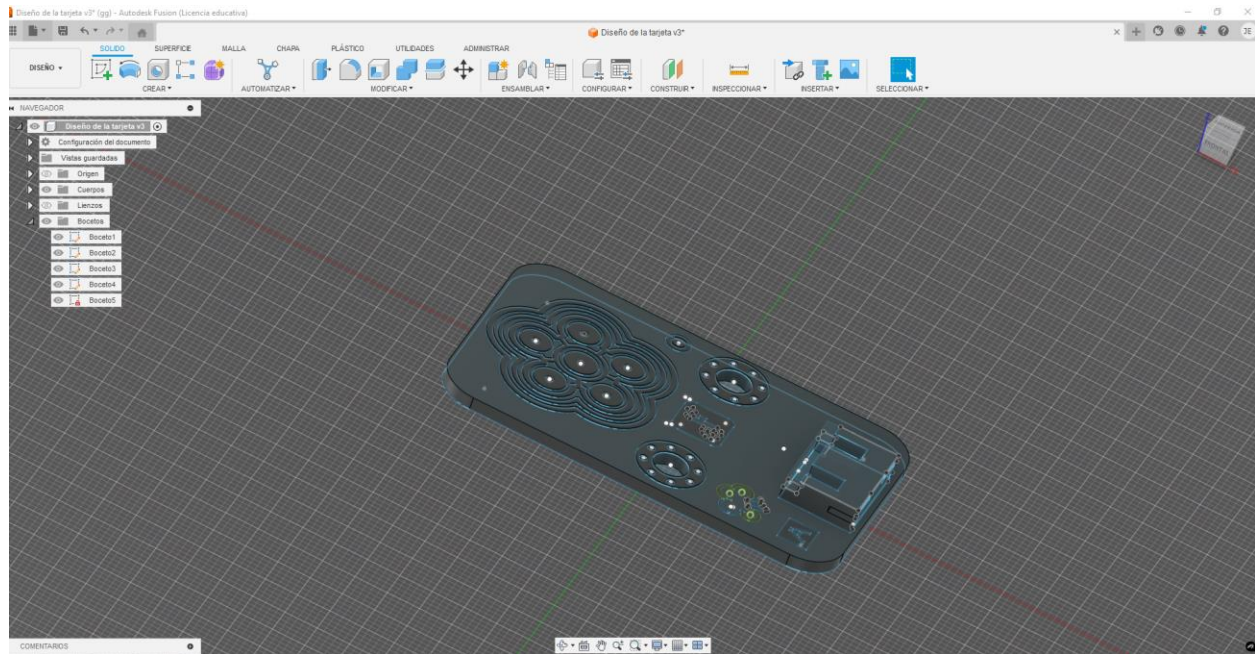 Diseño de la tarjeta v3* (gg) - Autodesk Fusion (Licencia educativa)
Diseño de la tarjeta v3*
JE
SÓLIDO SUPERFICIE MALLA CHAPA PLÁSTICO UTILIDADES ADMINISTRAR
DISEÑO
CREAR AUTOMATIZAR MODIFICAR ENSAMBLAR CONFIGURAR CONSTRUIR INSPECCIONAR INSERTAR SELECCIONAR
NAVEGADOR
Diseño de la tarjeta v3
Configuración del documento
Vistas guardadas
Origen
Cuerpos
Lienzos
Bocetos
Boceto1
Boceto2
Boceto3
Boceto4
Boceto5
COMENTARIOS